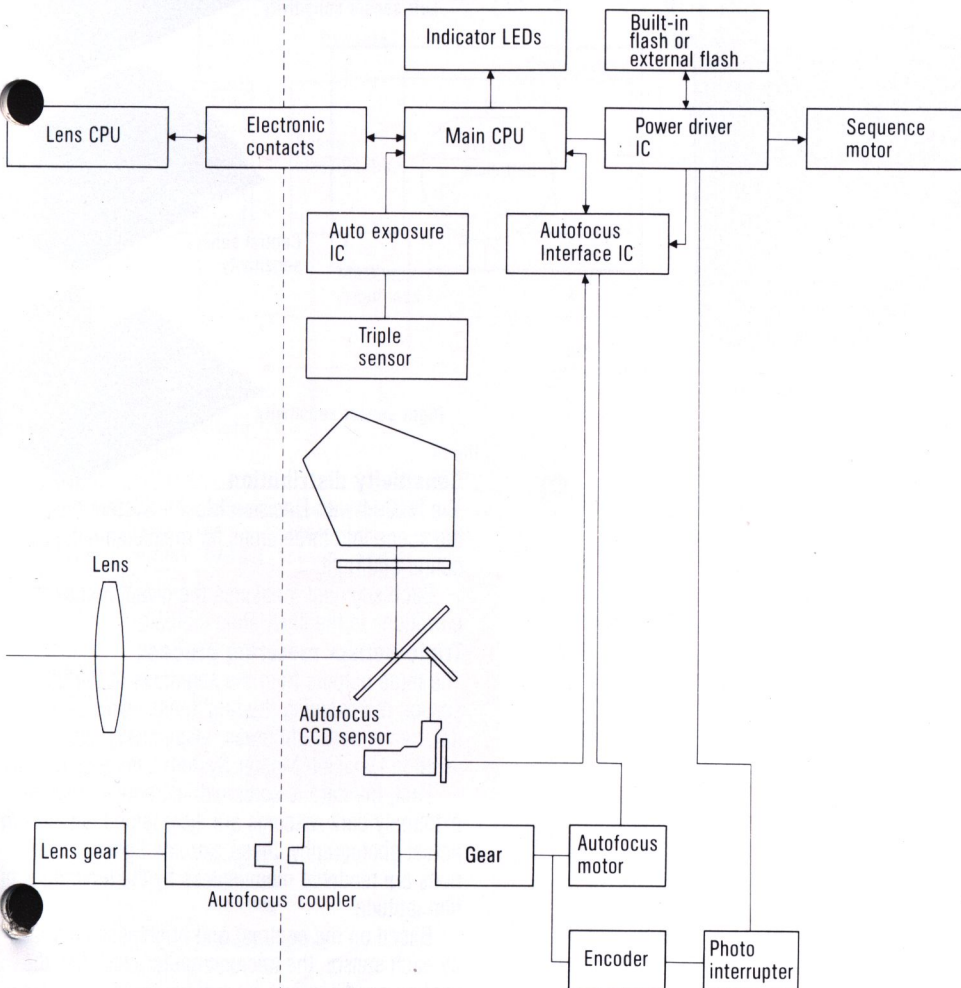 Indicator LEDs
Built-in
flash or
external flash
Lens CPU
Electronic
contacts
Main CPU
Power driver
IC
Sequence
motor
Auto exposure
IC
Autofocus
Interface IC
Triple
sensor
Lens
Autofocus
CCD sensor
Lens gear
Autofocus coupler
Gear
Autofocus
motor
Encoder
Photo
interrupter